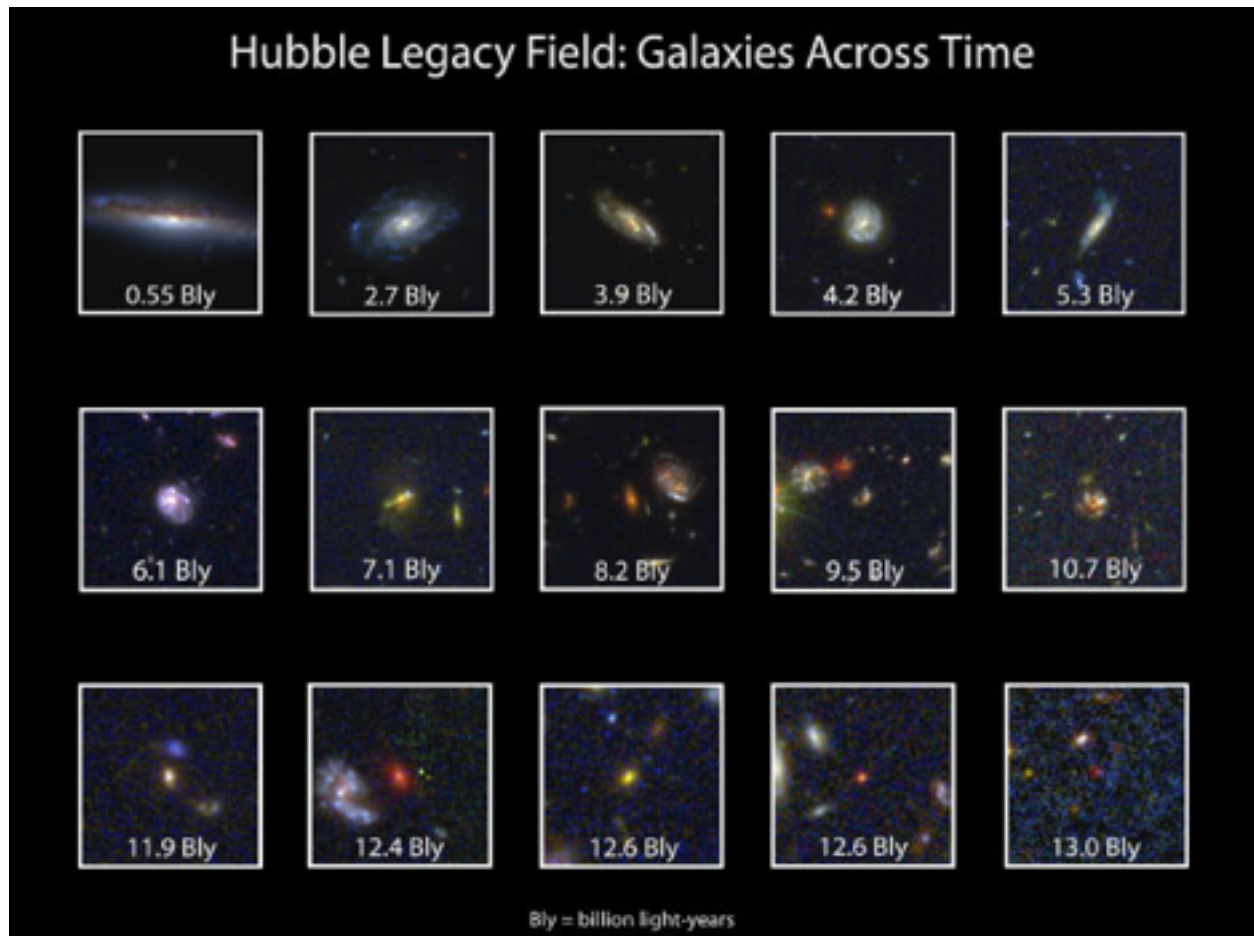 Hubble Legacy Field: Galaxies Across Time
0.55 Bly
2.7 Bly
3.9 Bly
4.2 Bly
5.3 Bly
6.1 Bly
7.1 Bly
8.2 Bly
9.5 Bly
10.7 Bly
11.9 Bly
12.4 Bly
12.6 Bly
12.6 Bly
13.0 Bly
Bly = billion light-years